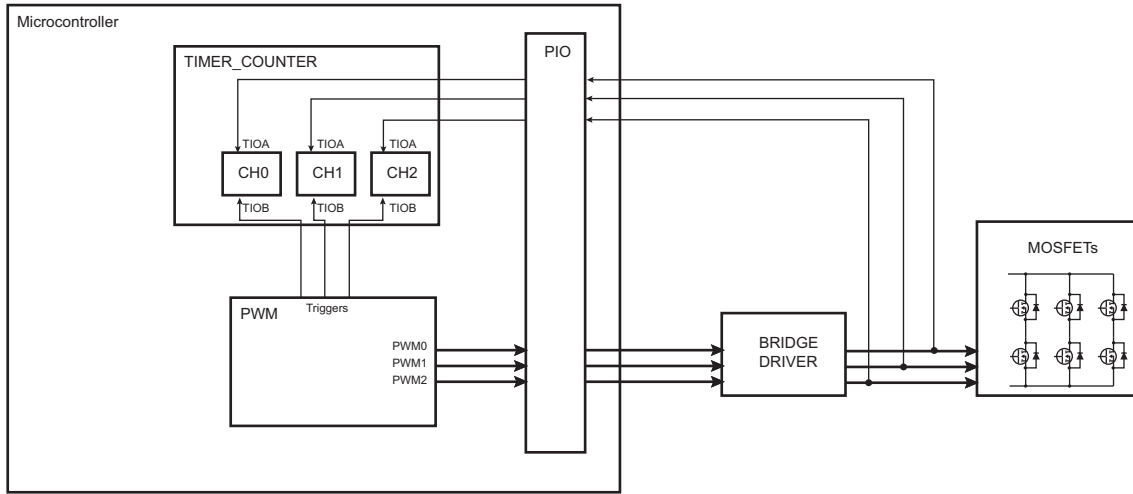 Microcontroller
TIMER_COUNTER
PIO
TIOA
TIOA
TIOA
CH0
CH1
CH2
TIOB
TIOB
TIOB
MOSFETs
Triggers
PWM
PWM0
PWM1
PWM2
BRIDGE
DRIVER